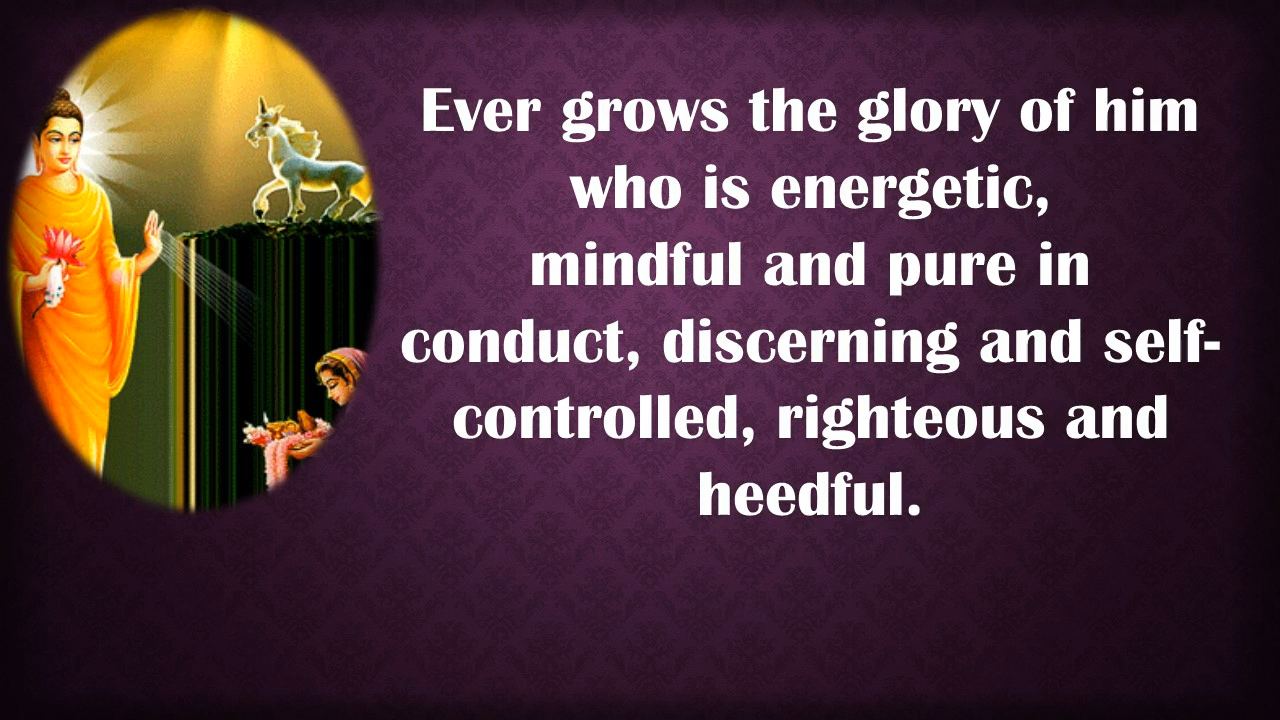 Ever grows the glory of him
who is energetic,
mindful and pure in
conduct, discerning and self-
controlled, righteous and
heedful.